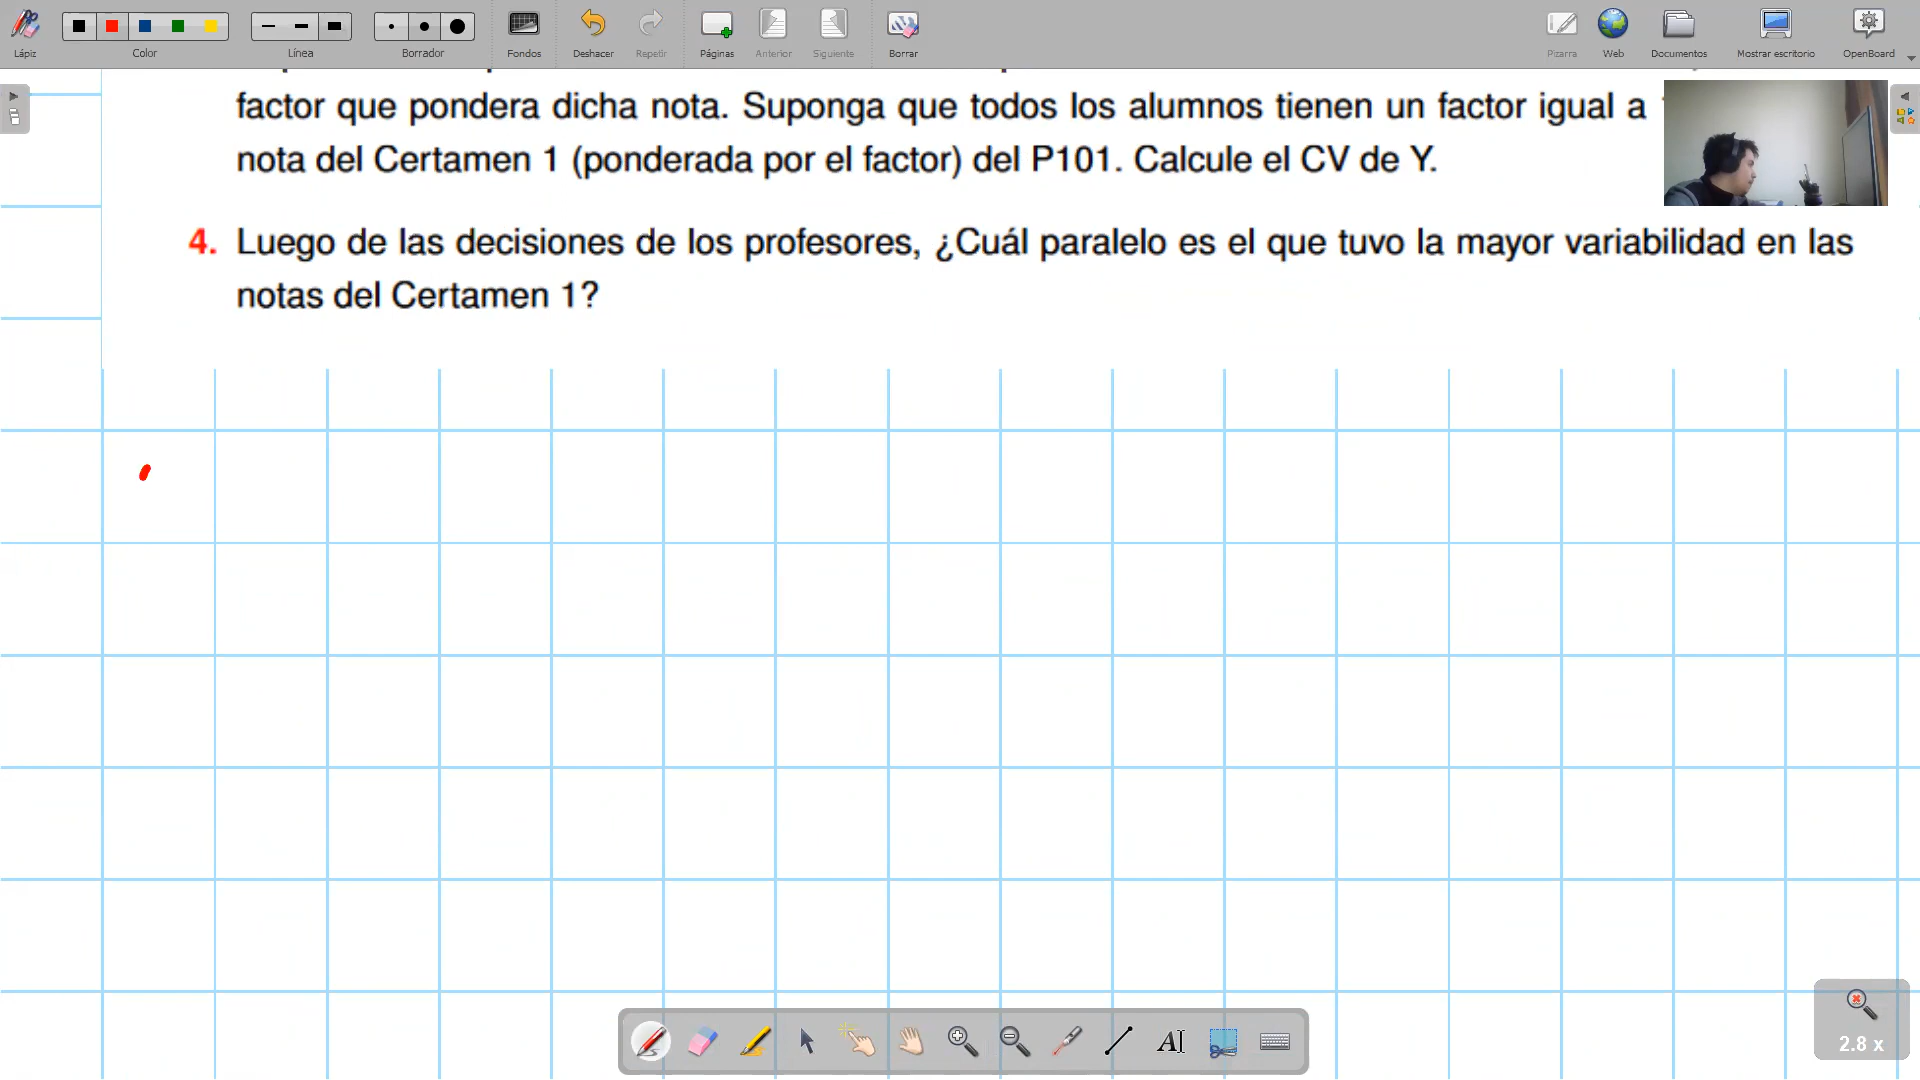 Lápiz
Color
Línea
Borrador
Fondos
Deshacer
Repetir
Páginas
Anterior
Siguiente
Borrar
Pizarra
Web
Documentos
Mostrar escritorio
OpenBoard
factor que pondera dicha nota. Suponga que todos los alumnos tienen un factor igual a
nota del Certamen 1 (ponderada por el factor) del P101. Calcule el CV de Y.
4. Luego de las decisiones de los profesores, ¿Cuál paralelo es el que tuvo la mayor variabilidad en las
notas del Certamen 1?
AI
2.8 x